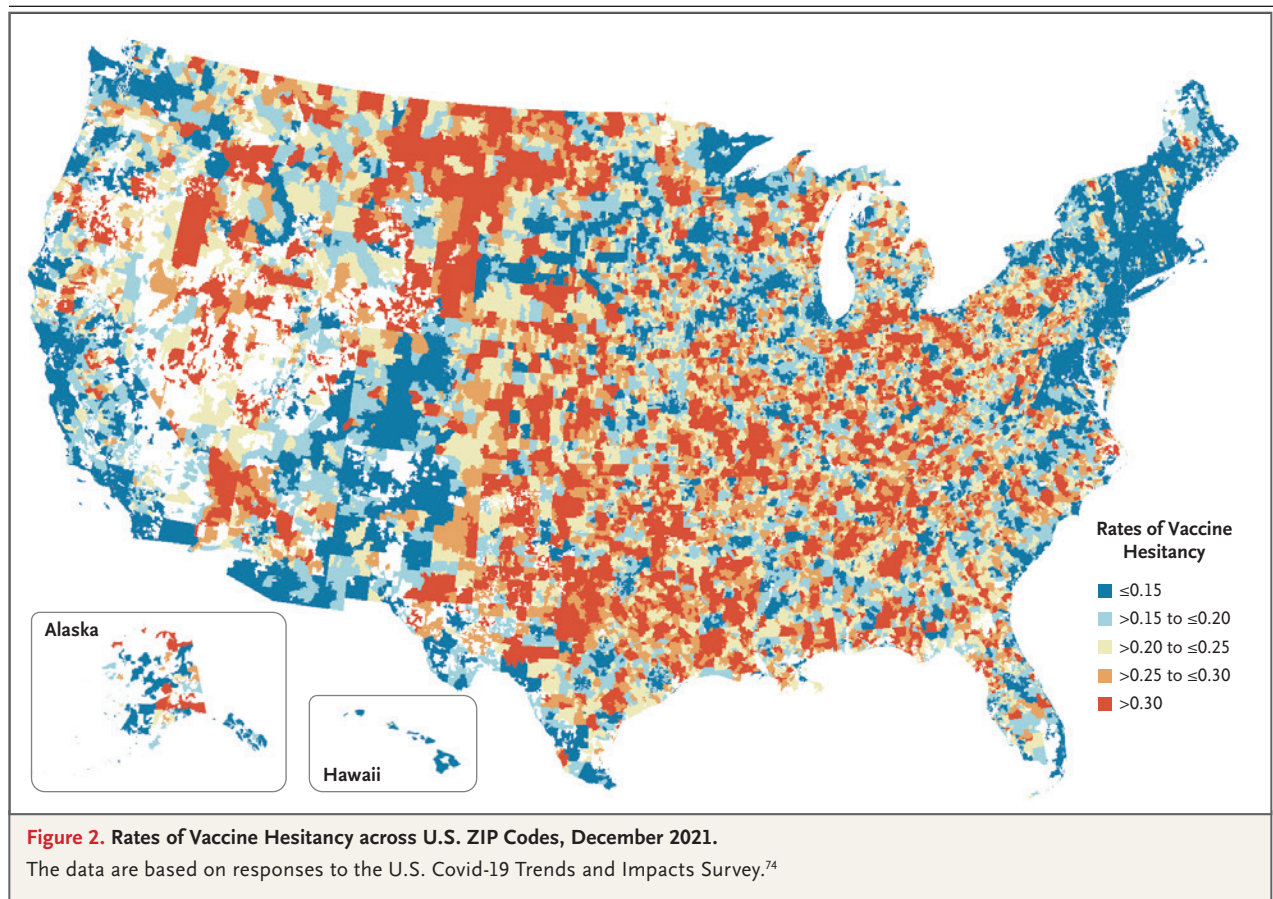 Alaska
Hawaii
Rates of Vaccine
Hesitancy
≤0.15
>0.15 to ≤0.20
>0.20 to ≤0.25
>0.25 to ≤0.30
>0.30
Figure 2. Rates of Vaccine Hesitancy across U.S. ZIP Codes, December 2021.
The data are based on responses to the U.S. Covid-19 Trends and Impacts Survey.⁷⁴